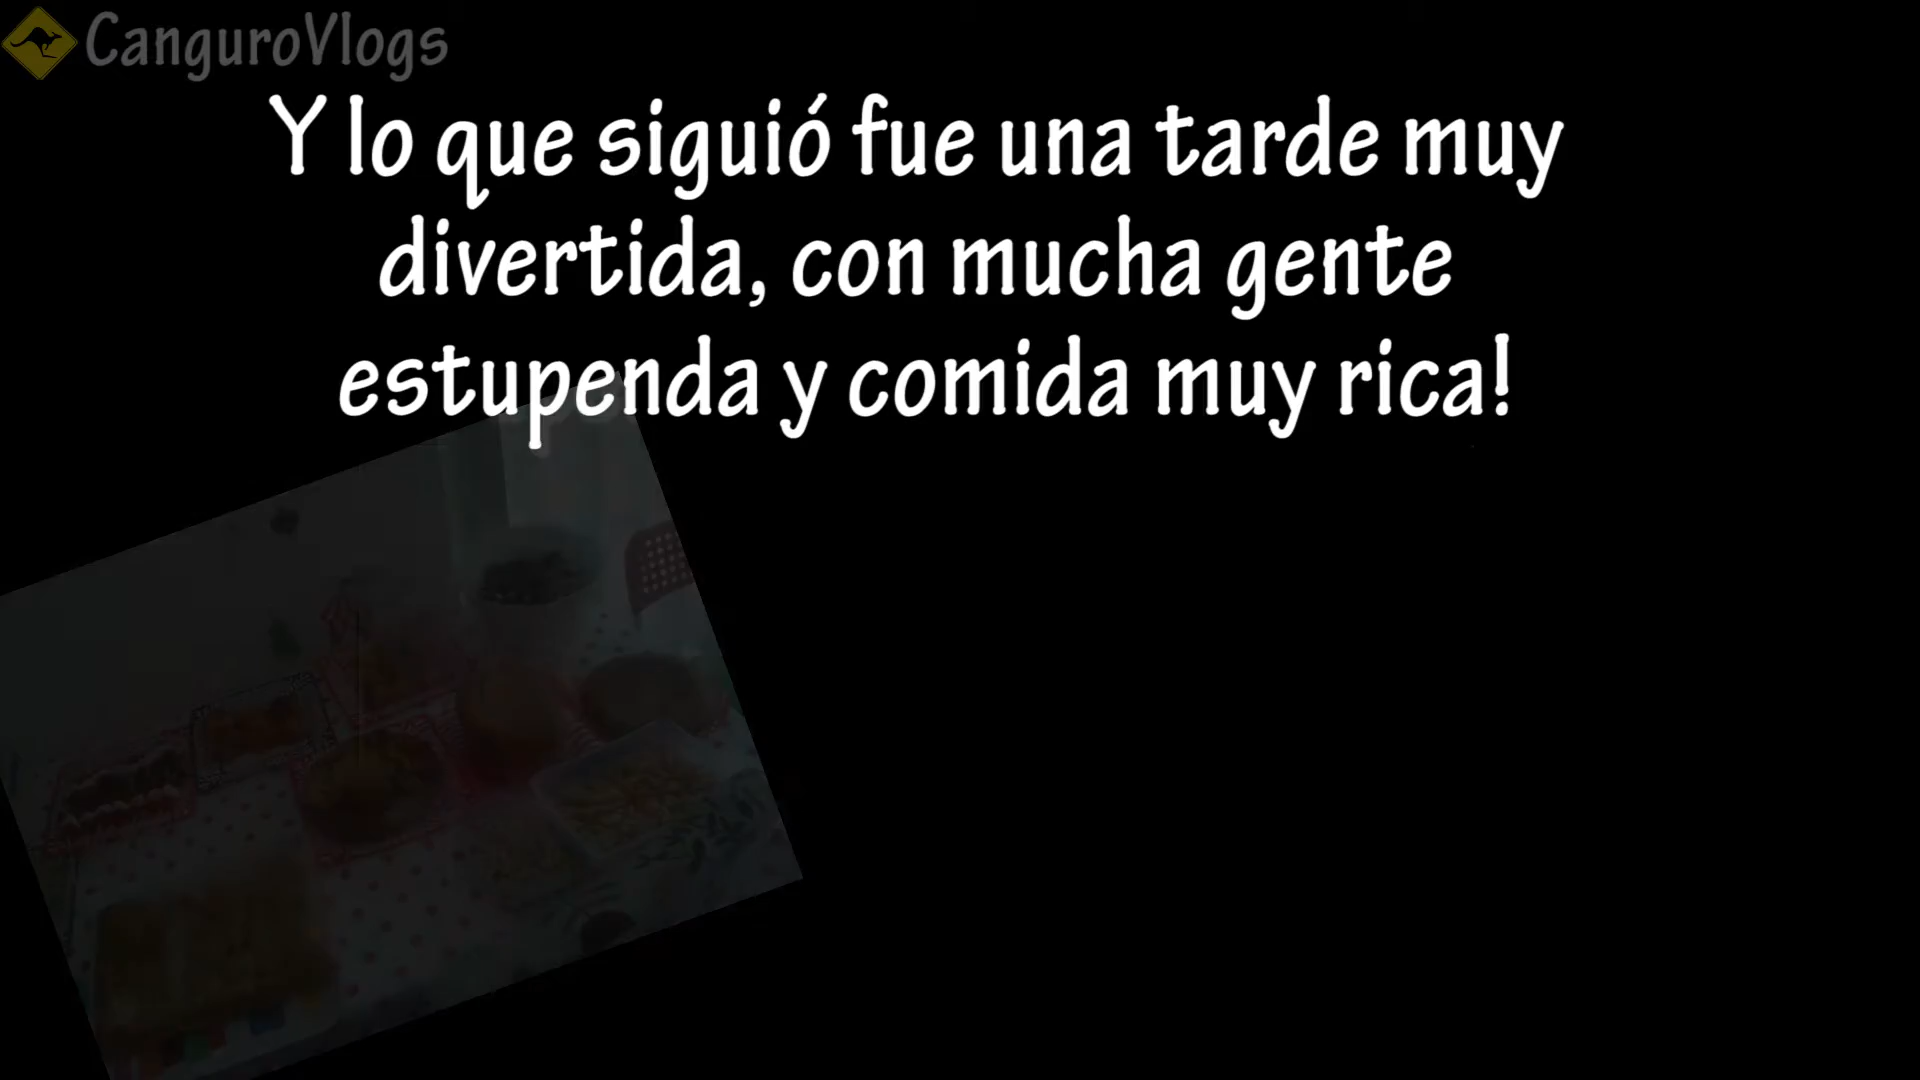 CanguroVlogs
Y lo que siguió fue una tarde muy
divertida, con mucha gente
estupenda y comida muy rica!